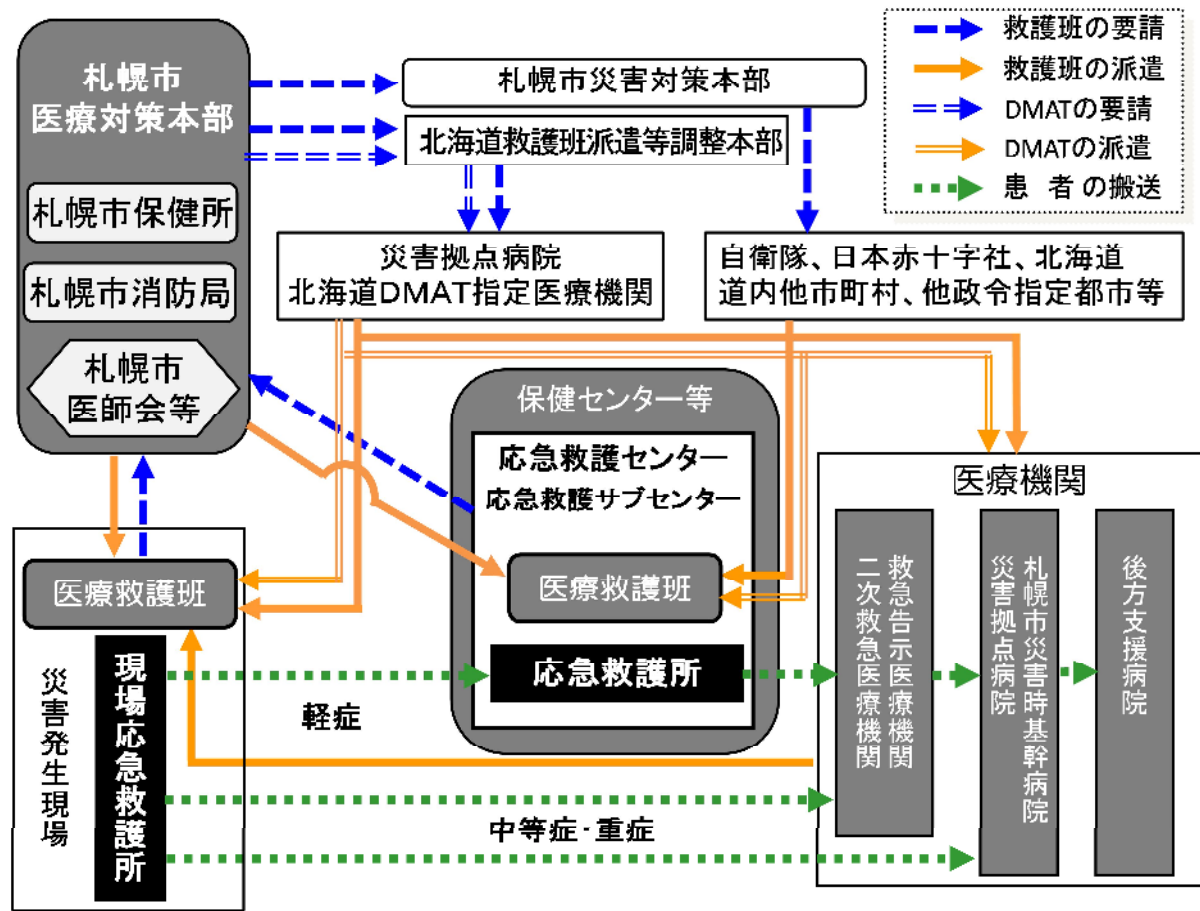 札幌市
医療対策本部
札幌市保健所
札幌市消防局
札幌市
医師会等
札幌市災害対策本部
北海道救護班派遣等調整本部
救護班の要請
救護班の派遣
DMATの要請
DMATの派遣
患 者 の 搬送
災害拠点病院
北海道DMAT指定医療機関
自衛隊、日本赤十字社、北海道
道内他市町村、他政令指定都市等
保健センター等
応急救護センター
応急救護サブセンター
医療救護班
応急救護所
医療救護班
災害発生現場
現場応急救護所
軽症
中等症・重症
医療機関
救急告示医療機関
二次救急医療機関
札幌市災害時基幹病院
災害拠点病院
後方支援病院